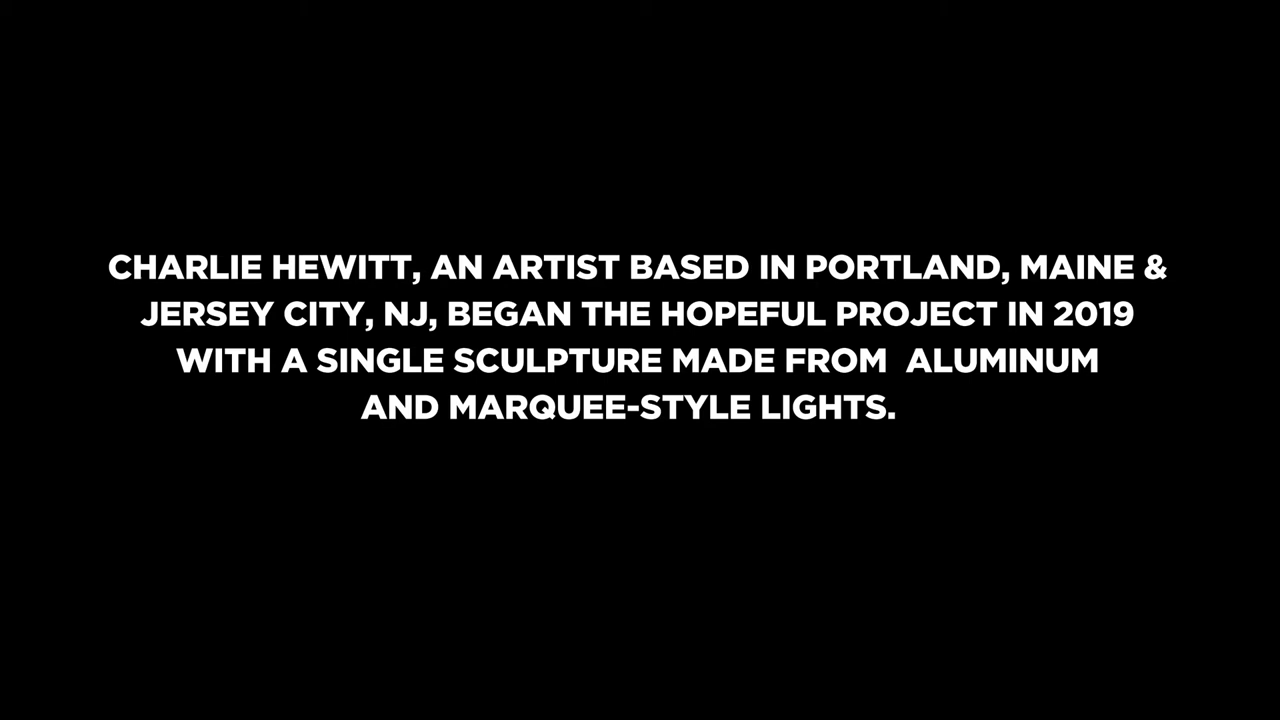 CHARLIE HEWITT, AN ARTIST BASED IN PORTLAND, MAINE &
JERSEY CITY, NJ, BEGAN THE HOPEFUL PROJECT IN 2019
WITH A SINGLE SCULPTURE MADE FROM  ALUMINUM
AND MARQUEE-STYLE LIGHTS.